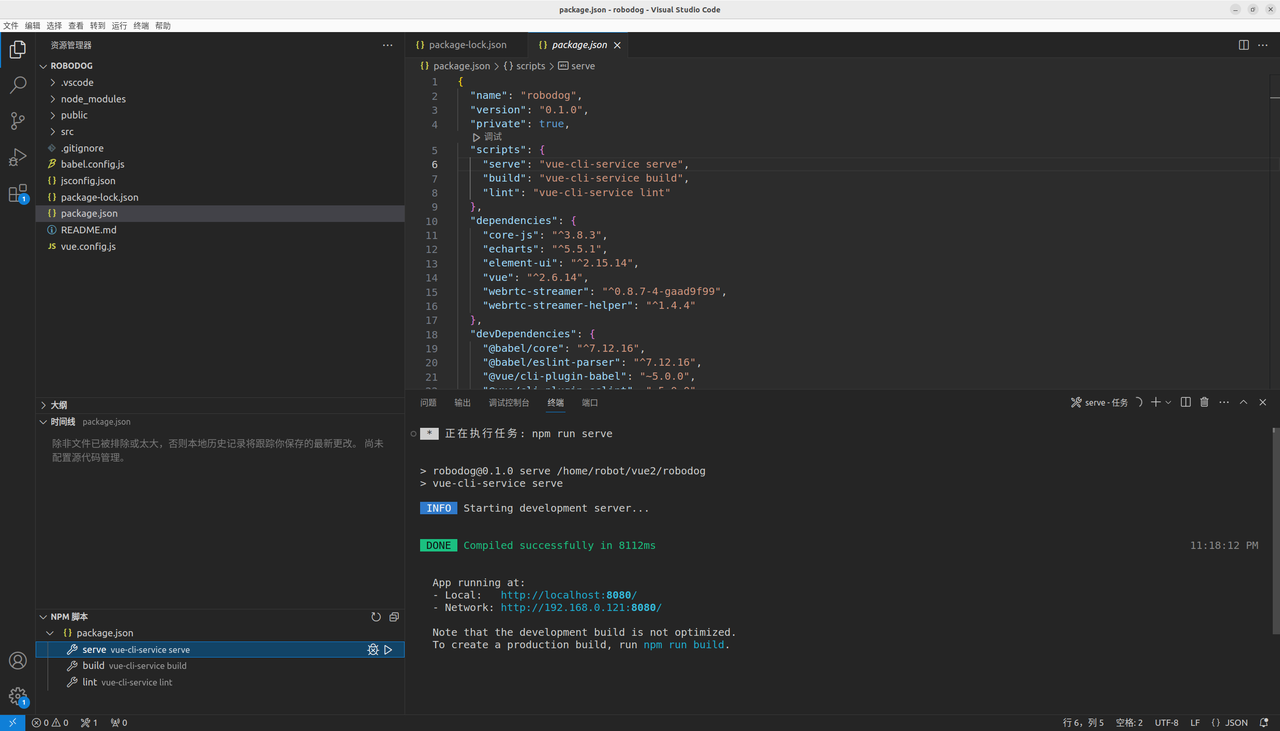 package.json - robodog - Visual Studio Code
文件 编辑 选择 查看 转到 运行 终端 帮助
资源管理器
ROBODOG
.vscode
node_modules
public
src
.gitignore
babel.config.js
jsconfig.json
package-lock.json
package.json
README.md
JS vue.config.js
大纲
时间线 package.json
除非文件已被排除或太大，否则本地历史记录将跟踪你保存的最新更改。 尚未
配置源代码管理。
NPM 脚本
{} package.json
serve vue-cli-service serve
build vue-cli-service build
lint vue-cli-service lint
1
1
{} package-lock.json
{} package.json
{} package.json > {} scripts > serve
1 {
2 "name": "robodog",
3 "version": "0.1.0",
4 "private": true,
调试
5 "scripts": {
6 "serve": "vue-cli-service serve",
7 "build": "vue-cli-service build",
8 "lint": "vue-cli-service lint"
9 },
10 "dependencies": {
11 "core-js": "^3.8.3",
12 "echarts": "^5.5.1",
13 "element-ui": "^2.15.14",
14 "vue": "^2.6.14",
15 "webrtc-streamer": "^0.8.7-4-gaad9f99",
16 "webrtc-streamer-helper": "^1.4.4"
17 },
18 "devDependencies": {
19 "@babel/core": "^7.12.16",
20 "@babel/eslint-parser": "^7.12.16",
21 "@vue/cli-plugin-babel": "~5.0.0",
问题 输出 调试控制台 终端 端口
serve - 任务
* 正在执行任务: npm run serve
> robodog@0.1.0 serve /home/robot/vue2/robodog
> vue-cli-service serve
INFO Starting development server...
DONE Compiled successfully in 8112ms 11:18:12 PM
App running at:
- Local: http://localhost:8080/
- Network: http://192.168.0.121:8080/
Note that the development build is not optimized.
To create a production build, run npm run build.
0 0 1 0
行 6，列 5 空格: 2 UTF-8 LF {} JSON